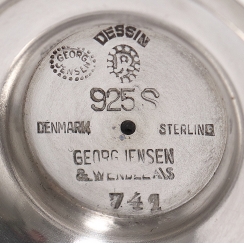 DESSIN
GEORG
JENSEN
925 S
DENMARK STERLING
GEORG JENSEN
& WENDEL A/S
741